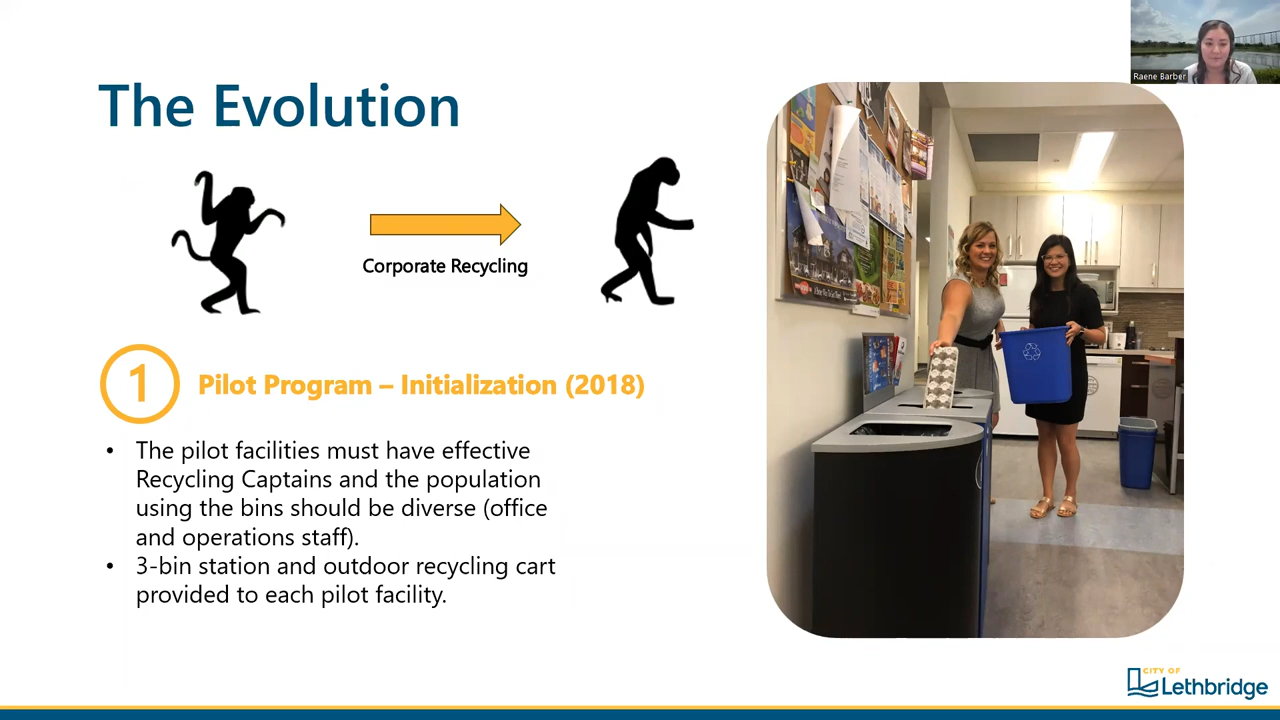 Raene Barber
The Evolution
Corporate Recycling
1 Pilot Program – Initialization (2018)
• The pilot facilities must have effective
Recycling Captains and the population
using the bins should be diverse (office
and operations staff).
• 3-bin station and outdoor recycling cart
provided to each pilot facility.
CITY OF
Lethbridge